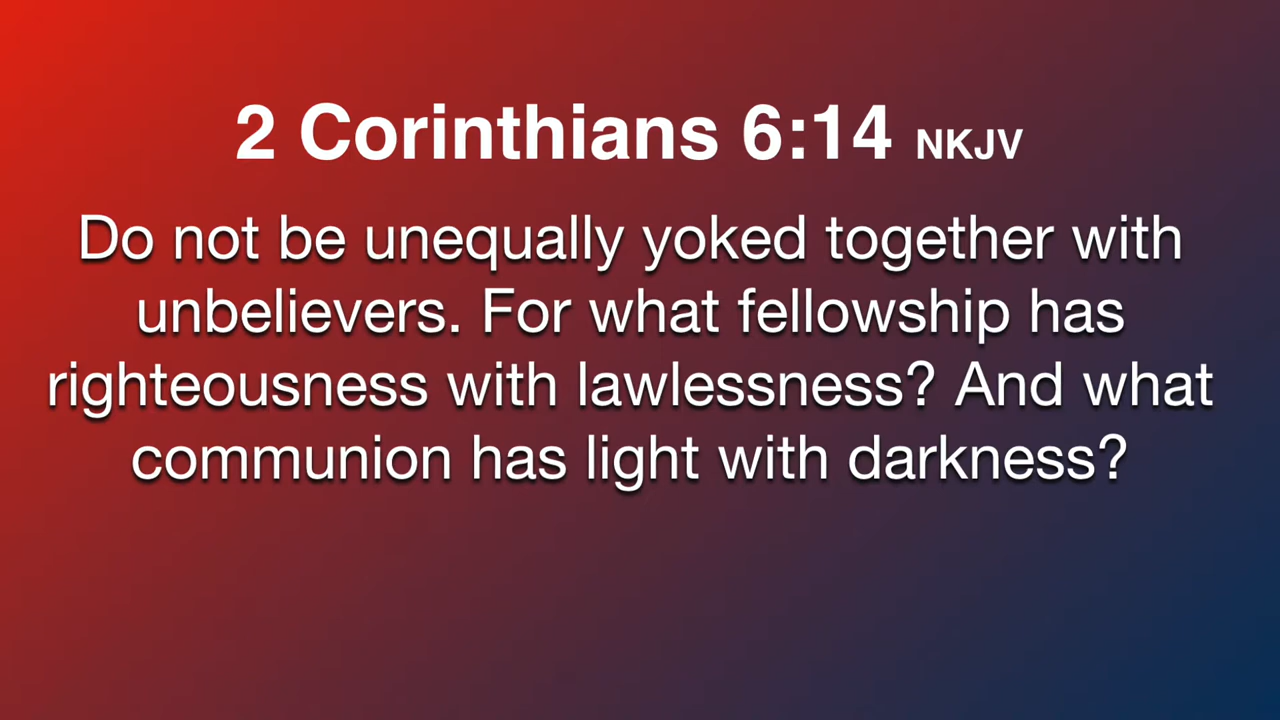 2 Corinthians 6:14 NKJV
Do not be unequally yoked together with
unbelievers. For what fellowship has
righteousness with lawlessness? And what
communion has light with darkness?